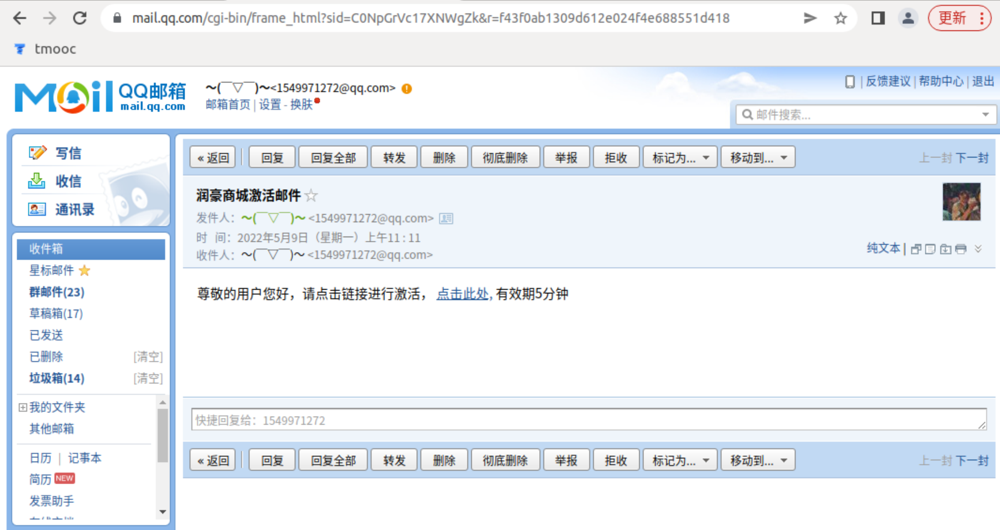 mail.qq.com/cgi-bin/frame_html?sid=C0NpGrVc17XNWgZk&r=f43f0ab1309d612e024f4e688551d418
更新
tmooc
Mail QQ邮箱
mail.qq.com
～(￣▽￣)～<1549971272@qq.com>
邮箱首页 | 设置 - 换肤
| 反馈建议 | 帮助中心 | 退出
邮件搜索...
写信
收信
通讯录
收件箱
星标邮件
群邮件(23)
草稿箱(17)
已发送
已删除 [清空]
垃圾箱(14) [清空]
我的文件夹
其他邮箱
日历 | 记事本
简历 NEW
发票助手
« 返回 | 回复 回复全部 转发 删除 彻底删除 举报 拒收 标记为... 移动到... 上一封 下一封
润豪商城激活邮件
发件人：～(￣▽￣)～ <1549971272@qq.com>
时 间：2022年5月9日（星期一）上午11:11
收件人：～(￣▽￣)～ <1549971272@qq.com>
纯文本 |
尊敬的用户您好，请点击链接进行激活， 点击此处, 有效期5分钟
快捷回复给：1549971272
« 返回 | 回复 回复全部 转发 删除 彻底删除 举报 拒收 标记为... 移动到... 上一封 下一封